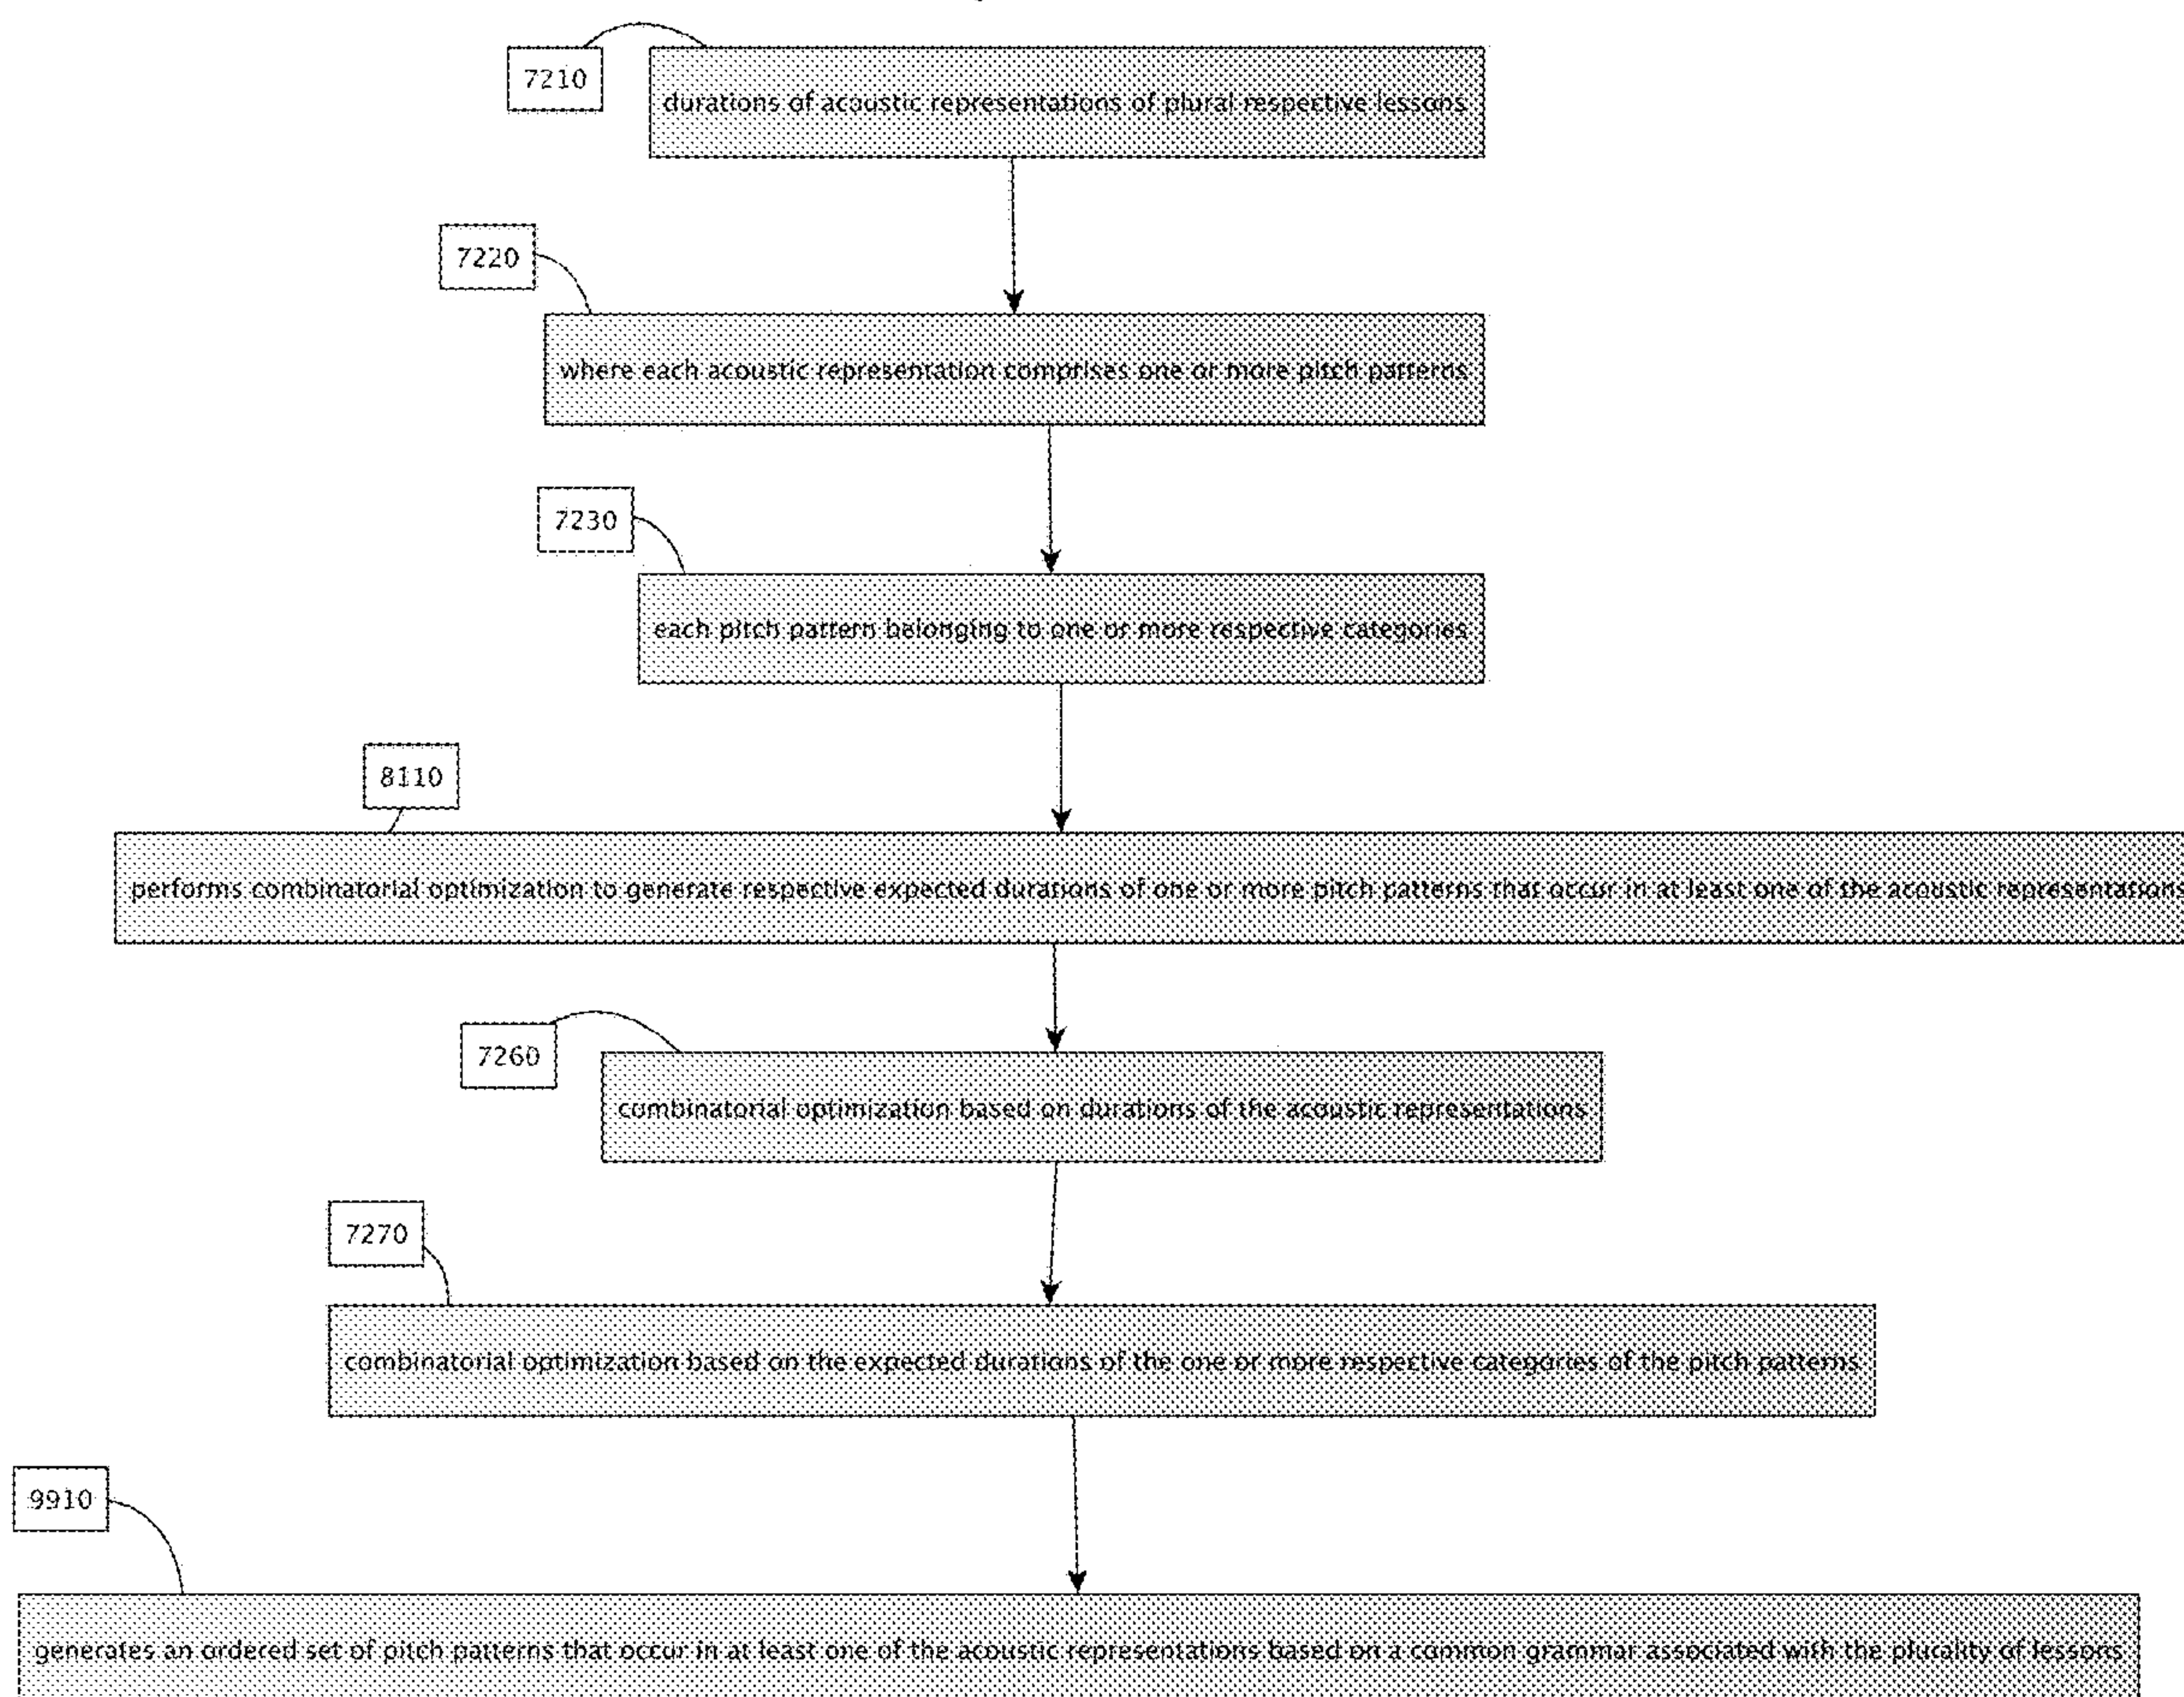 7210
durations of acoustic representations of plural respective lessons
7220
where each acoustic representation comprises one or more pitch patterns
7230
each pitch pattern belonging to one or more respective categories
8110
performs combinatorial optimization to generate respective expected durations of one or more pitch patterns that occur in at least one of the acoustic representations
7260
combinatorial optimization based on durations of the acoustic representations
7270
combinatorial optimization based on the expected durations of the one or more respective categories of the pitch patterns
9910
generates an ordered set of pitch patterns that occur in at least one of the acoustic representations based on a common grammar associated with the plurality of lessons